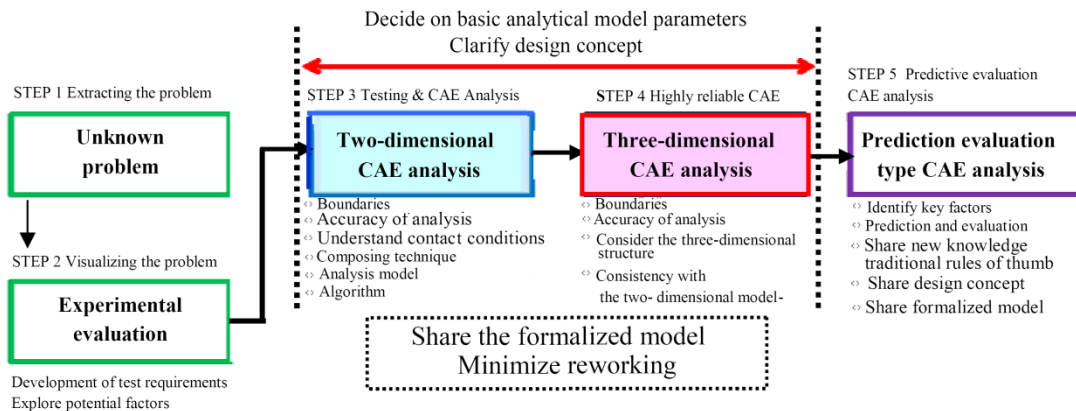 Decide on basic analytical model parameters
Clarify design concept
STEP 1 Extracting the problem
Unknown
problem
STEP 2 Visualizing the problem
Experimental
evaluation
Development of test requirements
Explore potential factors
STEP 3 Testing & CAE Analysis
Two-dimensional
CAE analysis
‹› Boundaries
‹› Accuracy of analysis
‹› Understand contact conditions
‹› Composing technique
‹› Analysis model
‹› Algorithm
STEP 4 Highly reliable CAE
Three-dimensional
CAE analysis
‹› Boundaries
‹› Accuracy of analysis
‹› Consider the three-dimensional
structure
‹› Consistency with
the two- dimensional model-
STEP 5 Predictive evaluation
CAE analysis
Prediction evaluation
type CAE analysis
‹› Identify key factors
‹› Prediction and evaluation
‹› Share new knowledge
traditional rules of thumb
‹› Share design concept
‹› Share formalized model
Share the formalized model
Minimize reworking